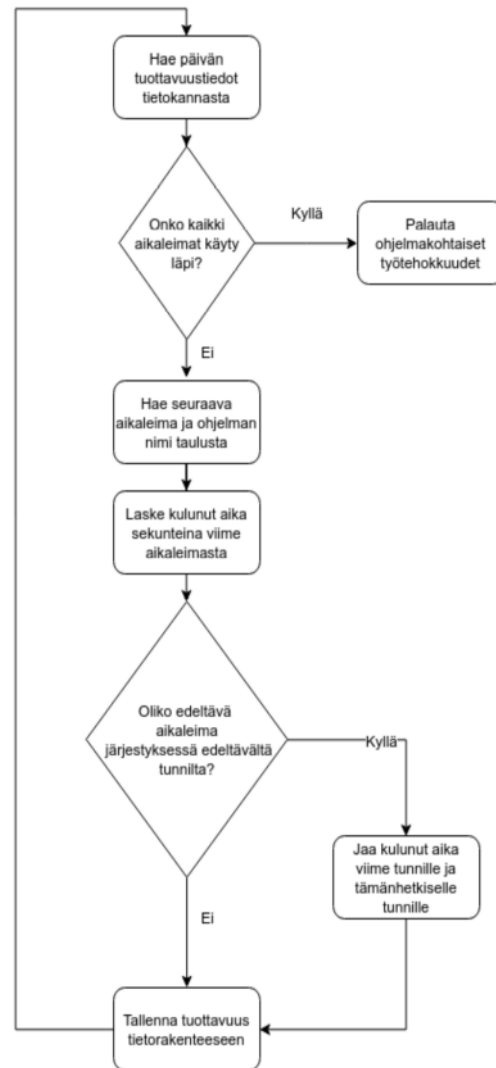 Hae päivän
tuottavuustiedot
tietokannasta
Onko kaikki
aikaleimat käyty
läpi?
Kyllä
Palauta
ohjelmakohtaiset
työtehokkuudet
Ei
Hae seuraava
aikaleima ja ohjelman
nimi taulusta
Laske kulunut aika
sekunteina viime
aikaleimasta
Oliko edeltävä
aikaleima
järjestyksessä edeltävältä
tunnilta?
Kyllä
Jaa kulunut aika
viime tunnille ja
tämänhetkiselle
tunnille
Ei
Tallenna tuottavuus
tietorakenteeseen